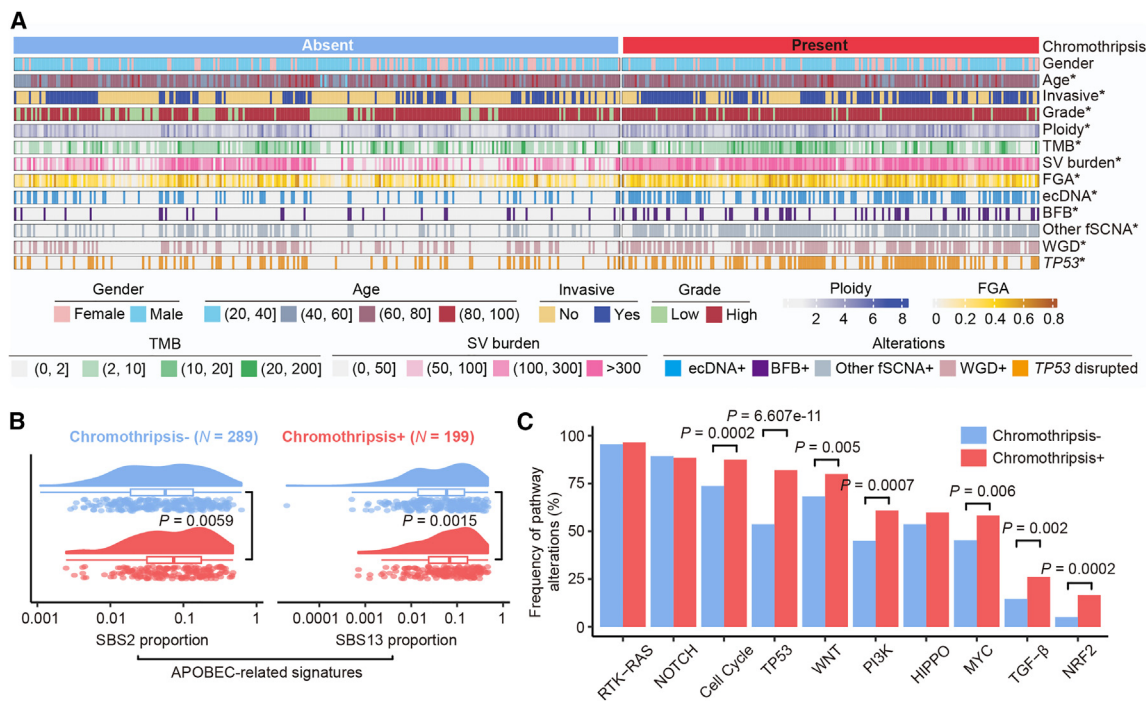 A
Absent
Present
Chromothripsis
Gender
Age*
Invasive*
Grade*
Ploidy*
TMB*
SV burden*
FGA*
ecDNA*
BFB*
Other fSCNA*
WGD*
TP53*
Gender
Female
Male
Age
(20, 40]
(40, 60]
(60, 80]
(80, 100)
Invasive
No
Yes
Grade
Low
High
Ploidy
2 4 6 8
FGA
0 0.2 0.4 0.6 0.8
TMB
(0, 2]
(2, 10]
(10, 20]
(20, 200]
SV burden
(0, 50]
(50, 100]
(100, 300]
>300
Alterations
ecDNA+
BFB+
Other fSCNA+
WGD+
TP53 disrupted
B
Chromothripsis- (N = 289)
Chromothripsis+ (N = 199)
P = 0.0059
P = 0.0015
0.001 0.01 0.1 1
0.0001 0.001 0.01 0.1 1
SBS2 proportion
SBS13 proportion
APOBEC-related signatures
C
Frequency of pathway
alterations (%)
100
75
50
25
0
P = 0.0002
P = 6.607e-11
P = 0.005
P = 0.0007
P = 0.006
P = 0.002
P = 0.0002
Chromothripsis-
Chromothripsis+
RTK-RAS
NOTCH
Cell Cycle
TP53
WNT
PI3K
HIPPO
MYC
TGF-β
NRF2